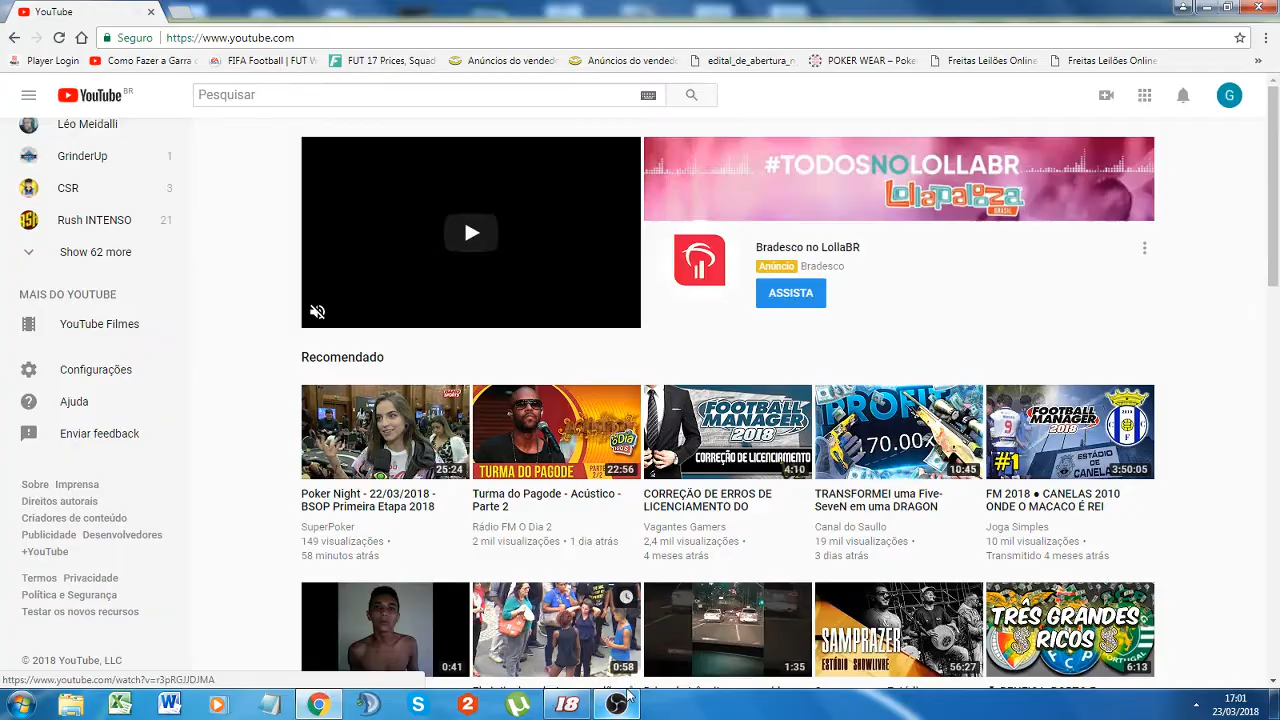 YouTube
Seguro https://www.youtube.com
Player Login Como Fazer a Garra c FIFA Football | FUT W FUT 17 Prices, Squad Anúncios do vended Anúncios do vended edital_de_abertura_n POKER WEAR – Poke Freitas Leilões Online Freitas Leilões Online
YouTube BR Pesquisar G
Léo Meidalli
GrinderUp 1
CSR 3
Rush INTENSO 21
Show 62 more
MAIS DO YOUTUBE
YouTube Filmes
Configurações
Ajuda
Enviar feedback
Sobre Imprensa
Direitos autorais
Criadores de conteúdo
Publicidade Desenvolvedores
+YouTube
Termos Privacidade
Política e Segurança
Testar os novos recursos
© 2018 YouTube, LLC
https://www.youtube.com/watch?v=r3pRGJJDJMA
#TODOSNOLOLLABR
Lollapalooza
BRASIL
Bradesco no LollaBR
Anúncio Bradesco
ASSISTA
Recomendado
25:24
TURMA DO PAGODE
22:56
FOOTBALL
MANAGER
2018
CORREÇÃO DE LICENCIAMENTO
4:10
FRONT
70.00%
10:45
FOOTBALL
MANAGER
2018
#1
ESTÁDIO
DE CANELAS
3:50:05
Poker Night - 22/03/2018 -
BSOP Primeira Etapa 2018
SuperPoker
149 visualizações •
58 minutos atrás
Turma do Pagode - Acústico -
Parte 2
Rádio FM O Dia 2
2 mil visualizações • 1 dia atrás
CORREÇÃO DE ERROS DE
LICENCIAMENTO DO
Vagantes Gamers
2,4 mil visualizações •
4 meses atrás
TRANSFORMEI uma Five-
SeveN em uma DRAGON
Canal do Saullo
19 mil visualizações •
3 dias atrás
FM 2018 ● CANELAS 2010
ONDE O MACACO É REI
Joga Simples
10 mil visualizações •
Transmitido 4 meses atrás
0:41
0:58
1:35
SAMPRAZER
ESTÚDIO SHOWLIVRE
56:27
TRÊS GRANDES
RICOS
6:13
18
17:01
23/03/2018